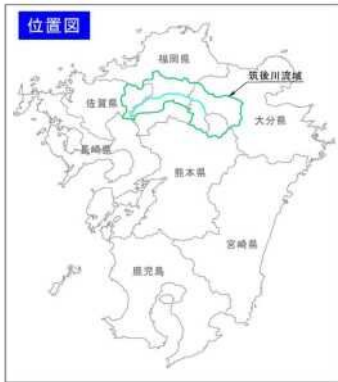 位置図
福岡県
筑後川流域
佐賀県
大分県
長崎県
熊本県
宮崎県
鹿児島